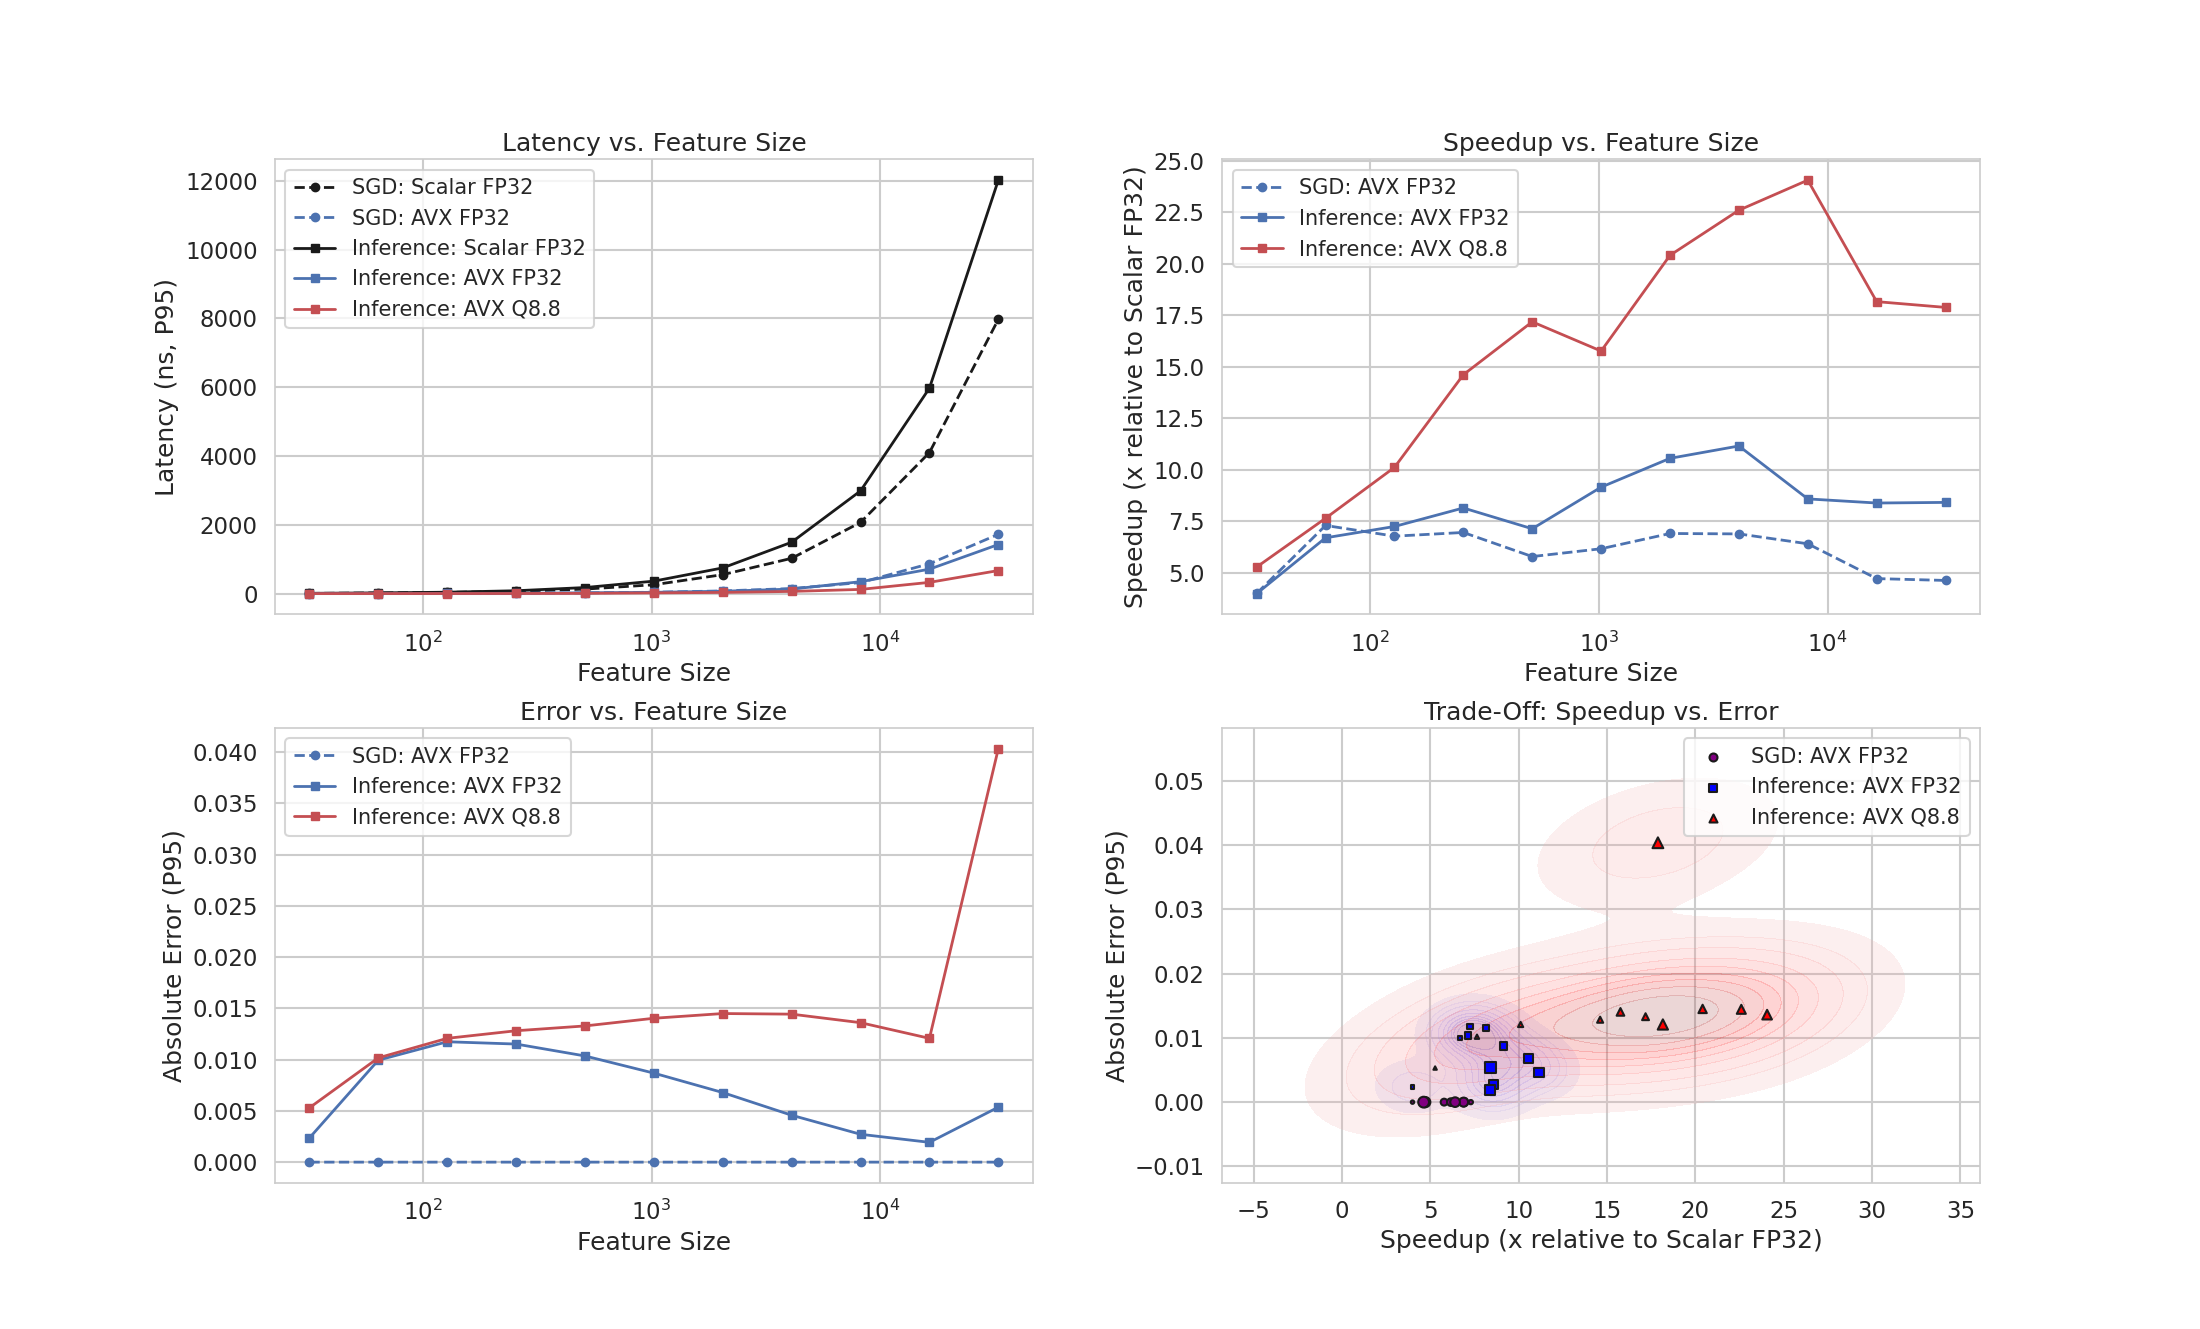 Latency vs. Feature Size
Latency (ns, P95)
12000
10000
8000
6000
4000
2000
0
SGD: Scalar FP32
SGD: AVX FP32
Inference: Scalar FP32
Inference: AVX FP32
Inference: AVX Q8.8
10²
10³
10⁴
Feature Size
Speedup vs. Feature Size
Speedup (x relative to Scalar FP32)
25.0
22.5
20.0
17.5
15.0
12.5
10.0
7.5
5.0
SGD: AVX FP32
Inference: AVX FP32
Inference: AVX Q8.8
10²
10³
10⁴
Feature Size
Error vs. Feature Size
Absolute Error (P95)
0.040
0.035
0.030
0.025
0.020
0.015
0.010
0.005
0.000
SGD: AVX FP32
Inference: AVX FP32
Inference: AVX Q8.8
10²
10³
10⁴
Feature Size
Trade-Off: Speedup vs. Error
Absolute Error (P95)
0.05
0.04
0.03
0.02
0.01
0.00
−0.01
SGD: AVX FP32
Inference: AVX FP32
Inference: AVX Q8.8
−5
0
5
10
15
20
25
30
35
Speedup (x relative to Scalar FP32)